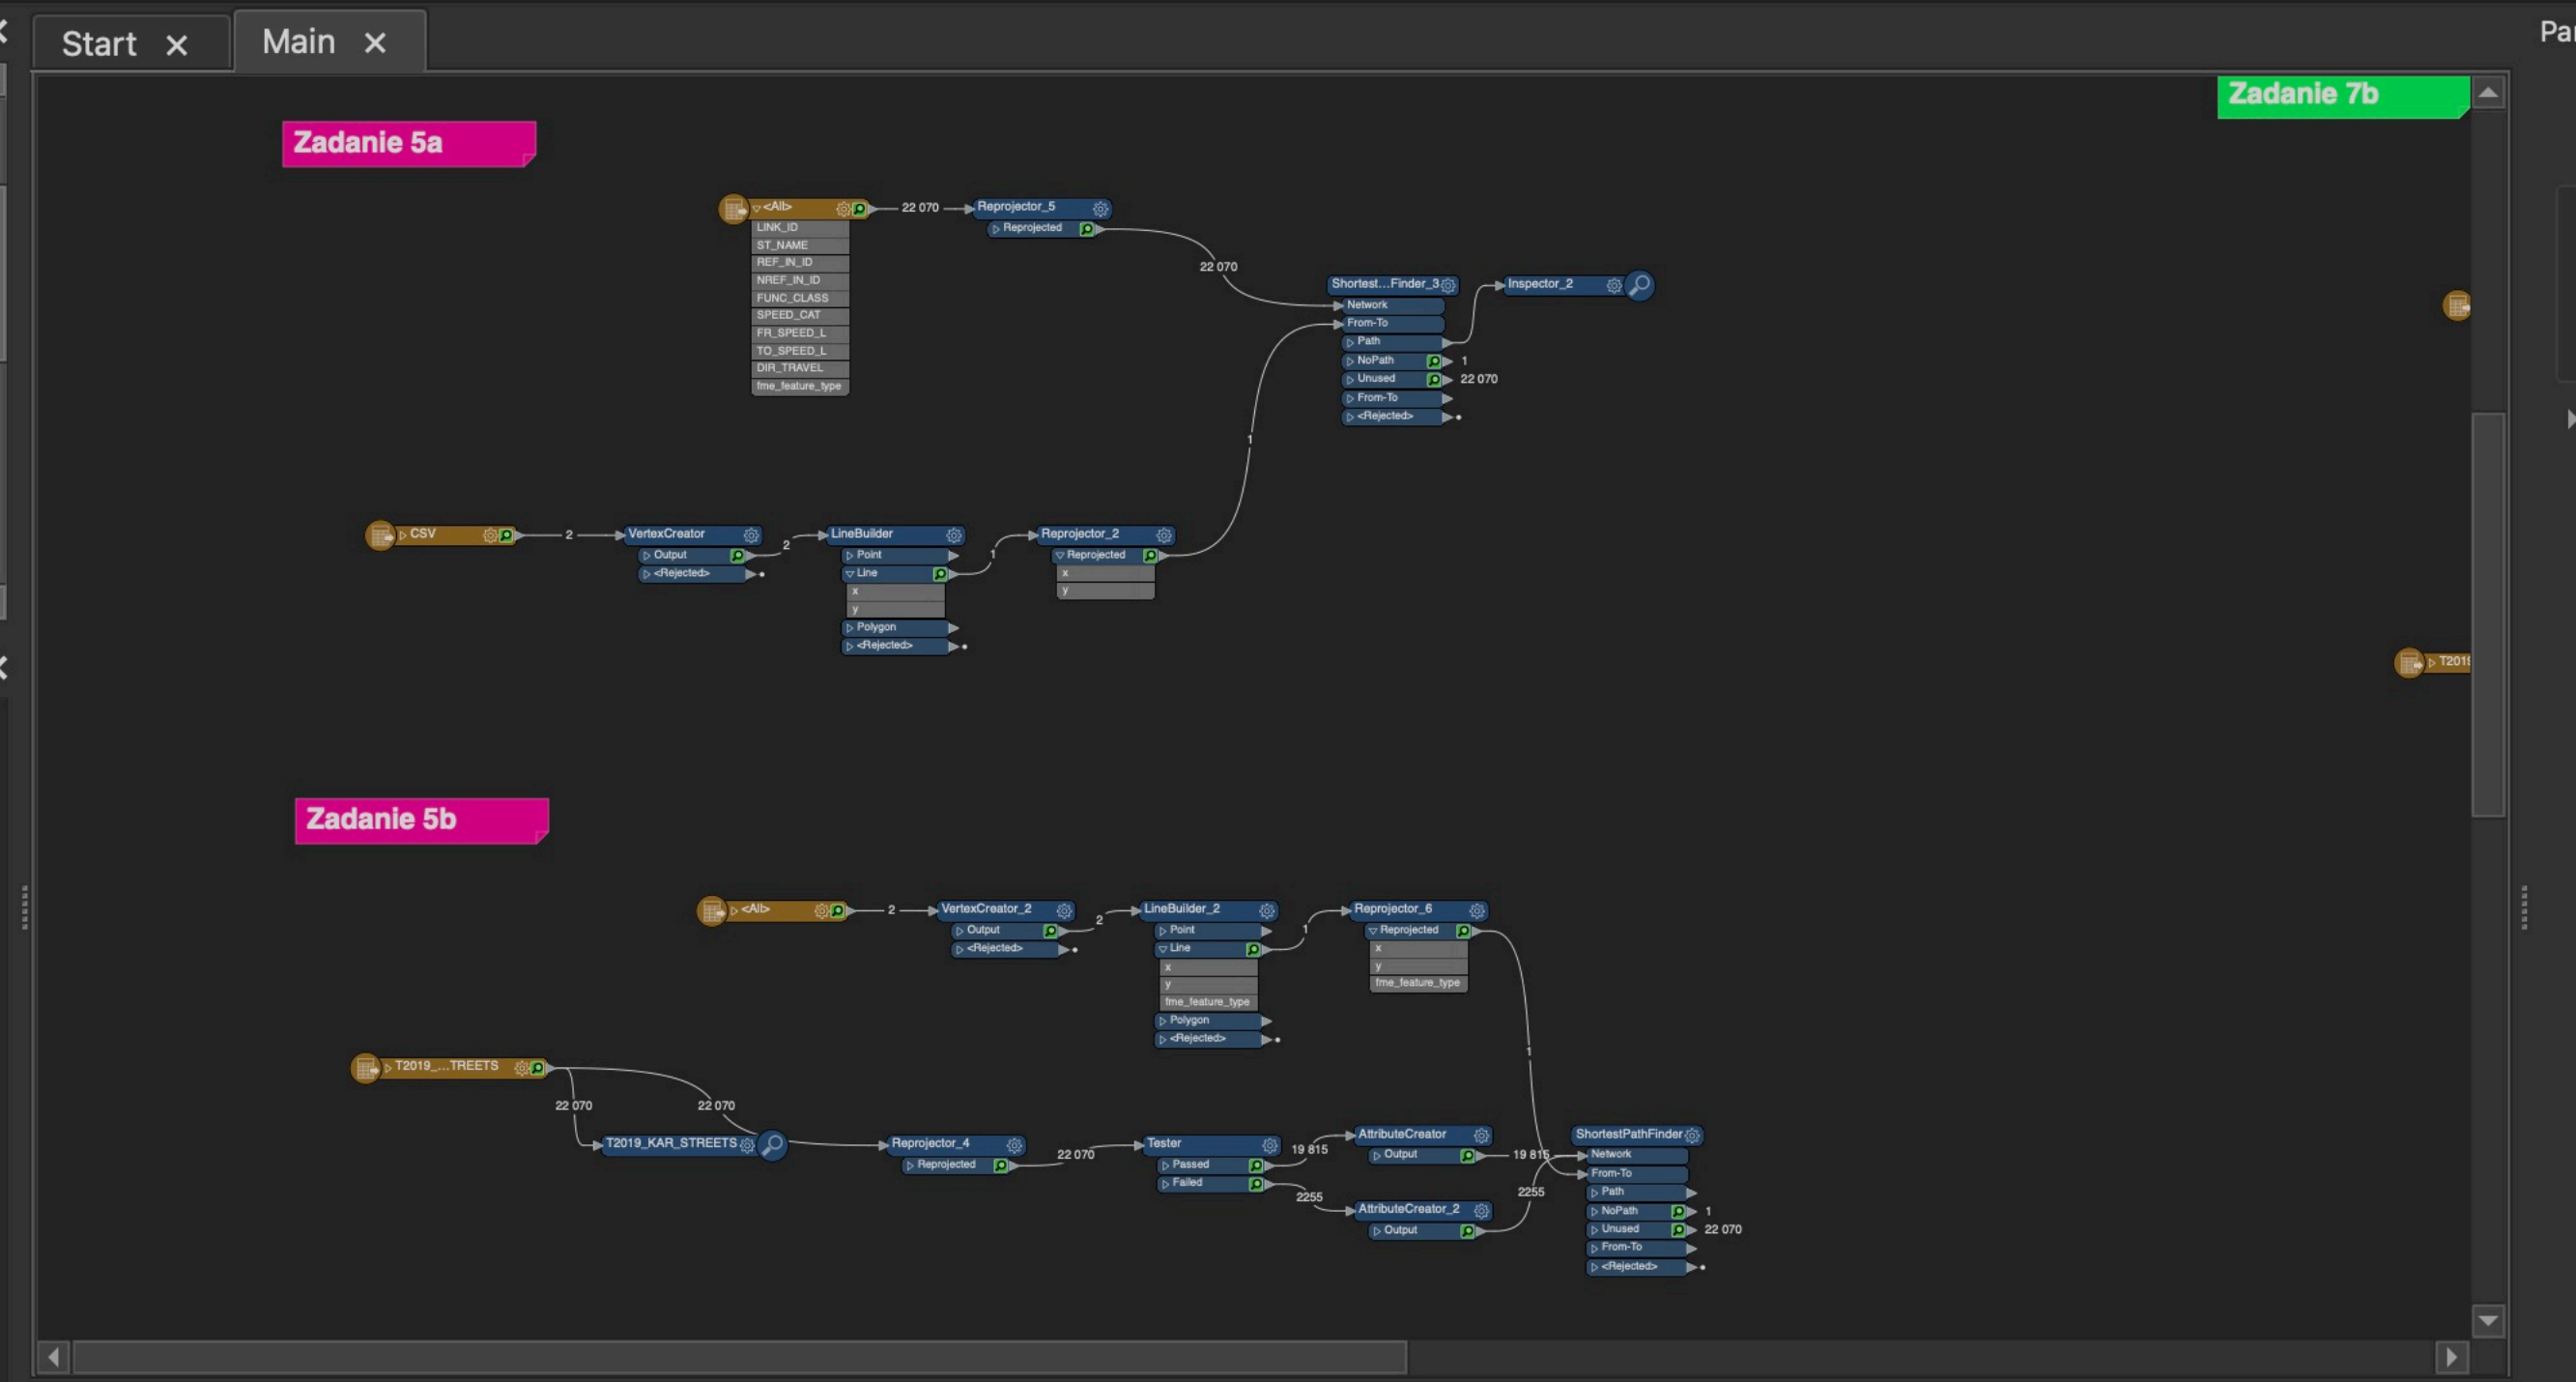 Start
Main
Par
Zadanie 7b
Zadanie 5a
<All>
22 070
Reprojector_5
LINK_ID
Reprojected
ST_NAME
REF_IN_ID
NREF_IN_ID
FUNC_CLASS
SPEED_CAT
FR_SPEED_L
TO_SPEED_L
DIR_TRAVEL
fme_feature_type
22 070
Shortest...Finder_3
Network
From-To
Path
NoPath
1
Unused
22 070
From-To
<Rejected>
Inspector_2
1
CSV
2
VertexCreator
Output
<Rejected>
2
LineBuilder
Point
Line
x
y
Polygon
<Rejected>
1
Reprojector_2
Reprojected
x
y
T2019
Zadanie 5b
<All>
2
VertexCreator_2
Output
<Rejected>
2
LineBuilder_2
Point
Line
x
y
fme_feature_type
Polygon
<Rejected>
1
Reprojector_6
Reprojected
x
y
fme_feature_type
1
T2019_...TREETS
22 070
22 070
T2019_KAR_STREETS
Reprojector_4
Reprojected
22 070
Tester
Passed
Failed
19 815
2255
AttributeCreator
Output
19 815
AttributeCreator_2
Output
2255
ShortestPathFinder
Network
From-To
Path
NoPath
1
Unused
22 070
From-To
<Rejected>